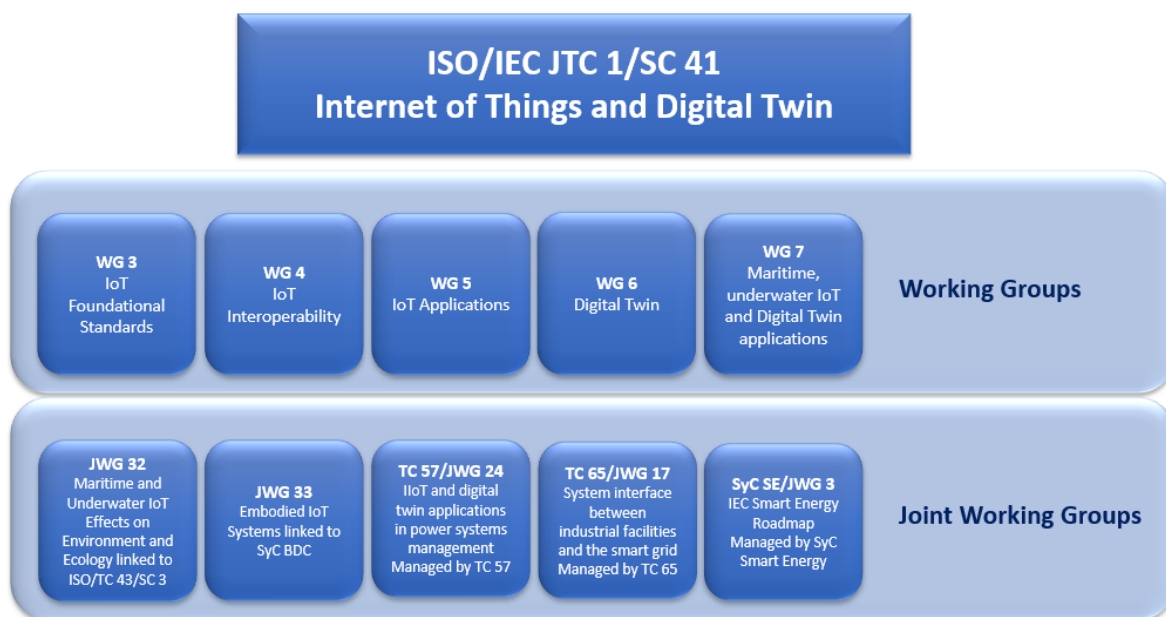 ISO/IEC JTC 1/SC 41
Internet of Things and Digital Twin
WG 3
IoT
Foundational
Standards
WG 4
IoT
Interoperability
WG 5
IoT Applications
WG 6
Digital Twin
WG 7
Maritime,
underwater IoT
and Digital Twin
applications
Working Groups
JWG 32
Maritime and
Underwater IoT
Effects on
Environment and
Ecology linked to
ISO/TC 43/SC 3
JWG 33
Embodied IoT
Systems linked to
SyC BDC
TC 57/JWG 24
IIoT and digital
twin applications
in power systems
management
Managed by TC 57
TC 65/JWG 17
System interface
between
industrial facilities
and the smart grid
Managed by TC 65
SyC SE/JWG 3
IEC Smart Energy
Roadmap
Managed by SyC
Smart Energy
Joint Working Groups